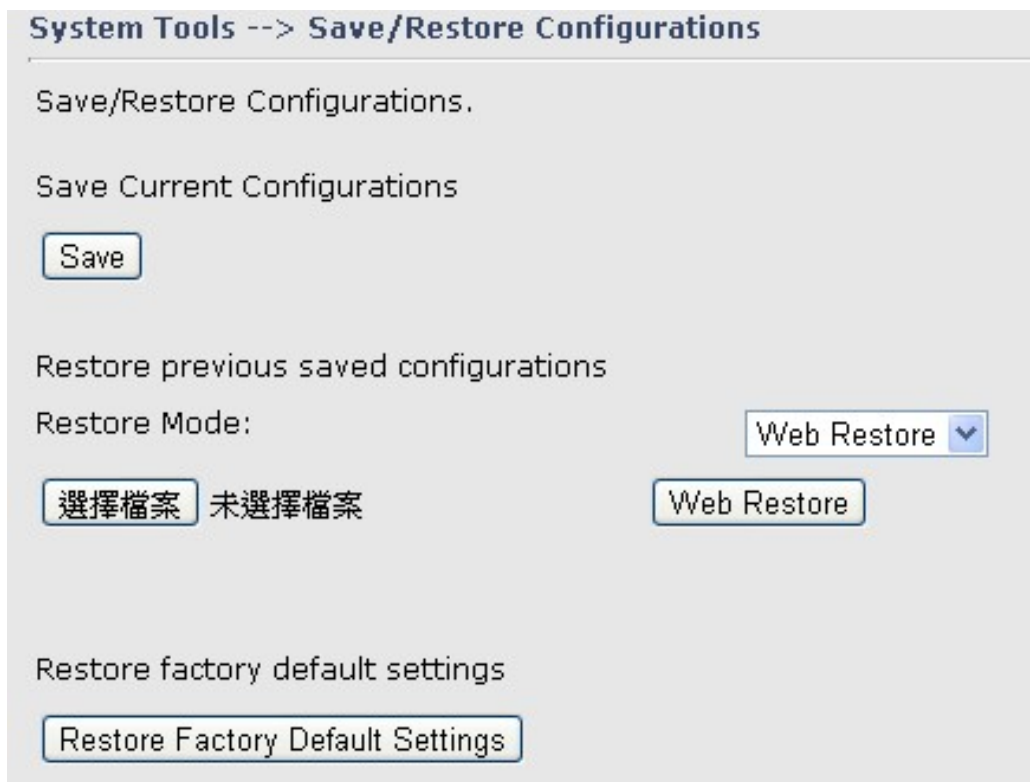 System Tools --> Save/Restore Configurations
Save/Restore Configurations.
Save Current Configurations
Save
Restore previous saved configurations
Restore Mode:
Web Restore
選擇檔案 未選擇檔案
Web Restore
Restore factory default settings
Restore Factory Default Settings